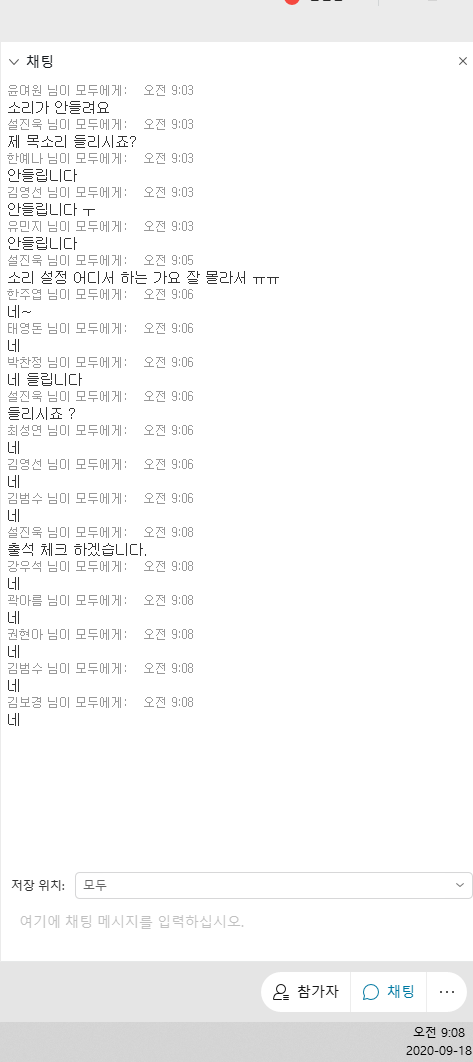 채팅
윤여원 님이 모두에게: 오전 9:03
소리가 안들려요
설진욱 님이 모두에게: 오전 9:03
제 목소리 들리시죠?
한예나 님이 모두에게: 오전 9:03
안들립니다
김영선 님이 모두에게: 오전 9:03
안들립니다 ㅜ
유민지 님이 모두에게: 오전 9:03
안들립니다
설진욱 님이 모두에게: 오전 9:05
소리 설정 어디서 하는 가요 잘 몰라서 ㅠㅠ
한주엽 님이 모두에게: 오전 9:06
네~
태영돈 님이 모두에게: 오전 9:06
네
박찬정 님이 모두에게: 오전 9:06
네 들립니다
설진욱 님이 모두에게: 오전 9:06
들리시죠 ?
최성연 님이 모두에게: 오전 9:06
네
김영선 님이 모두에게: 오전 9:06
네
김범수 님이 모두에게: 오전 9:06
네
설진욱 님이 모두에게: 오전 9:08
출석 체크 하겠습니다.
강우석 님이 모두에게: 오전 9:08
네
곽아름 님이 모두에게: 오전 9:08
네
권현아 님이 모두에게: 오전 9:08
네
김범수 님이 모두에게: 오전 9:08
네
김보경 님이 모두에게: 오전 9:08
네
저장 위치: 모두
여기에 채팅 메시지를 입력하십시오.
참가자 채팅
오전 9:08
2020-09-18